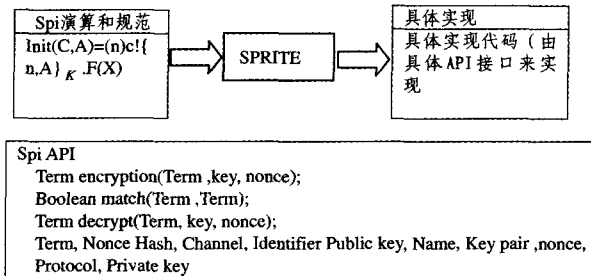 Spi演算和规范
Init(C,A)=(n)c!{
n,A}K .F(X)
SPRITE
具体实现
具体实现代码（由
具体API接口来实
现
Spi API
Term encryption(Term ,key, nonce);
Boolean match(Term ,Term);
Term decrypt(Term, key, nonce);
Term, Nonce Hash, Channel, Identifier Public key, Name, Key pair ,nonce,
Protocol, Private key